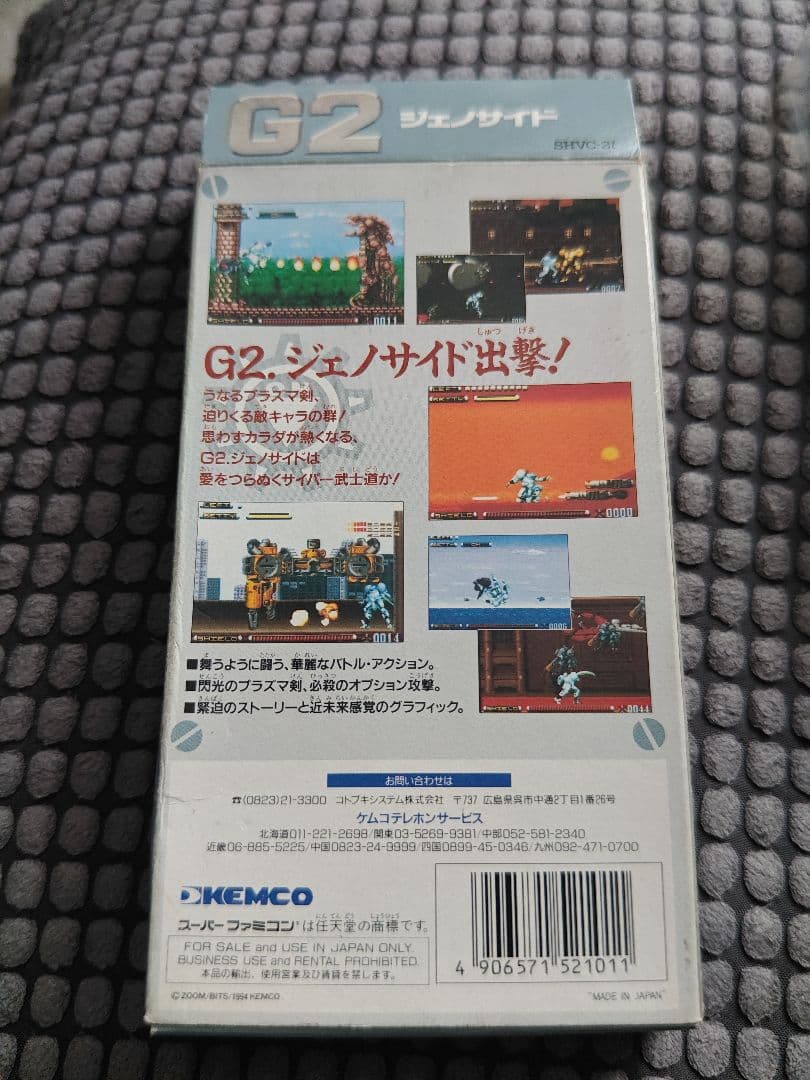 G2 ジェノサイド
G2.ジェノサイド出撃!
うなるプラズマ剣、
迫りくる敵キャラの群!
思わずカラダが熱くなる、
G2.ジェノサイドは
愛をつらぬくサイバー武士道か!
■舞うように闘う、華麗なバトル・アクション。
■閃光のプラズマ剣、必殺のオプション攻撃。
■緊迫のストーリーと近未来感覚のグラフィック。
お問い合わせは
☎(0823)21-3300 コトブキシステム株式会社 〒737 広島県呉市中通2丁目1番26号
ケムコテレホンサービス
北海道011-221-2698/関東03-5269-9381/中部052-581-2340
近畿06-885-5225/中国0823-24-9999/四国0899-45-0346/九州092-471-0700
KEMCO
スーパーファミコン®は任天堂の商標です。
FOR SALE and USE IN JAPAN ONLY.
BUSINESS USE and RENTAL PROHIBITED.
本品の輸出、使用営業及び賃貸を禁じます。
4 906571 521011
© ZOOM/BITS/1994 KEMCO
"MADE IN JAPAN"